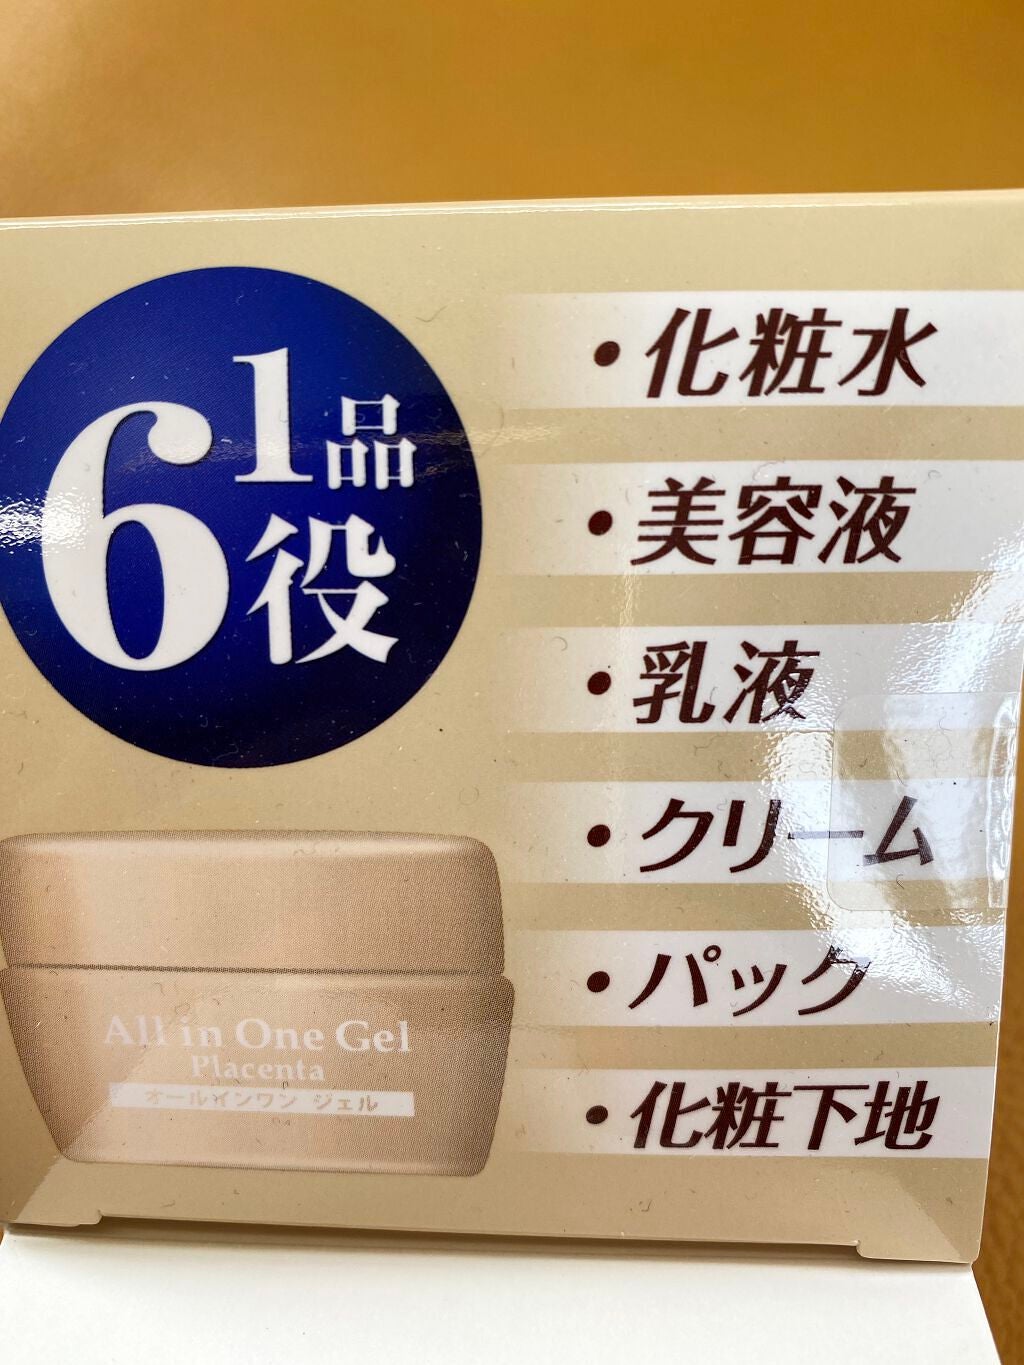 1品
6役
・化粧水
・美容液
・乳液
・クリーム
・パック
・化粧下地
All in One Gel
Placenta
オールインワン ジェル